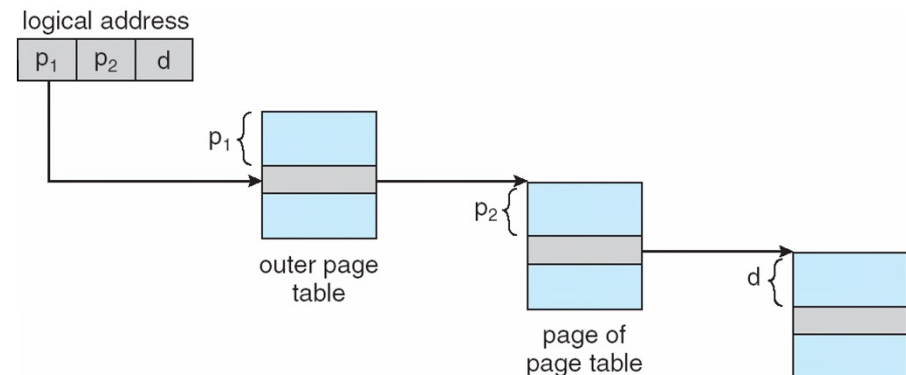 logical address
p₁ p₂ d
p₁
outer page
table
p₂
page of
page table
d